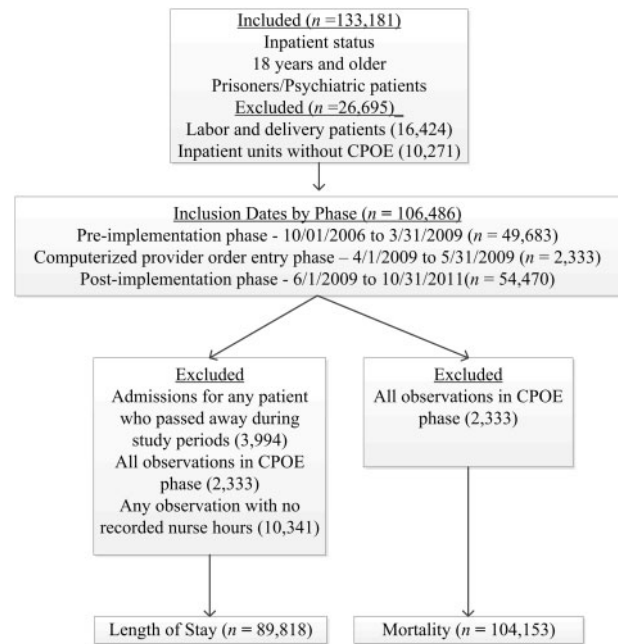 Included (n =133,181)
Inpatient status
18 years and older
Prisoners/Psychiatric patients
Excluded (n =26,695)_
Labor and delivery patients (16,424)
Inpatient units without CPOE (10,271)
Inclusion Dates by Phase (n = 106,486)
Pre-implementation phase - 10/01/2006 to 3/31/2009 (n = 49,683)
Computerized provider order entry phase – 4/1/2009 to 5/31/2009 (n = 2,333)
Post-implementation phase - 6/1/2009 to 10/31/2011(n = 54,470)
Excluded
Admissions for any patient
who passed away during
study periods (3,994)
All observations in CPOE
phase (2,333)
Any observation with no
recorded nurse hours (10,341)
Excluded
All observations in CPOE
phase (2,333)
Length of Stay (n = 89,818)
Mortality (n = 104,153)